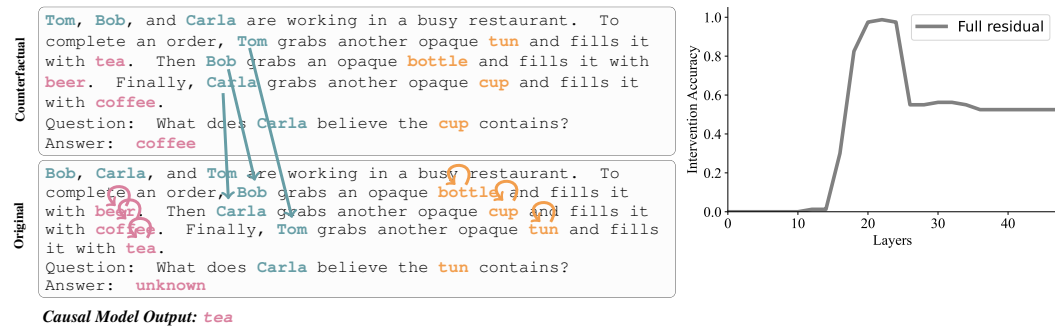 Counterfactual
Tom, Bob, and Carla are working in a busy restaurant. To
complete an order, Tom grabs another opaque tun and fills it
with tea. Then Bob grabs an opaque bottle and fills it with
beer. Finally, Carla grabs another opaque cup and fills it
with coffee.
Question: What does Carla believe the cup contains?
Answer: coffee
Original
Bob, Carla, and Tom are working in a busy restaurant. To
complete an order, Bob grabs an opaque bottle and fills it
with beer. Then Carla grabs another opaque cup and fills it
with coffee. Finally, Tom grabs another opaque tun and fills
it with tea.
Question: What does Carla believe the tun contains?
Answer: unknown
Causal Model Output: tea
Full residual
Intervention Accuracy
1.0
0.8
0.6
0.4
0.2
0.0
0 10 20 30 40
Layers